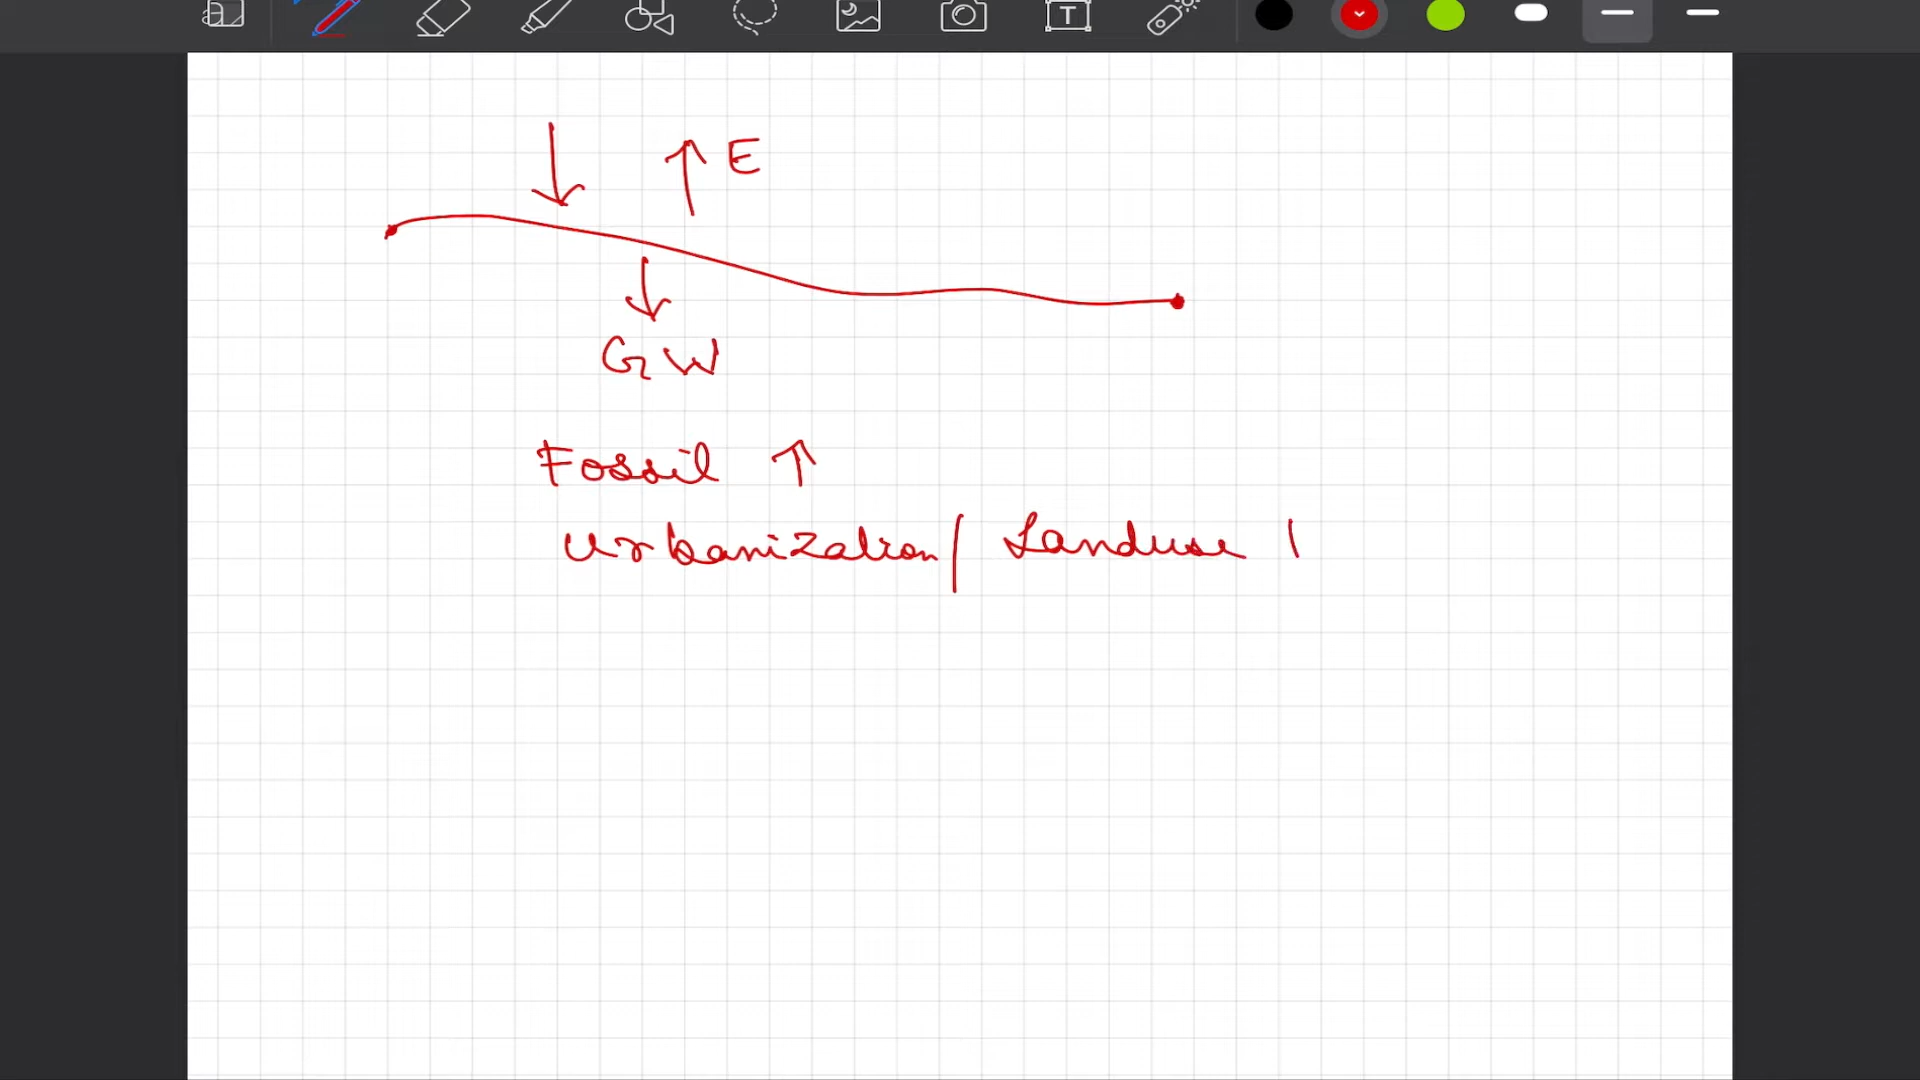 ↓ ↑ E
↓
GW
Fossil ↑
urbanization / Landuse